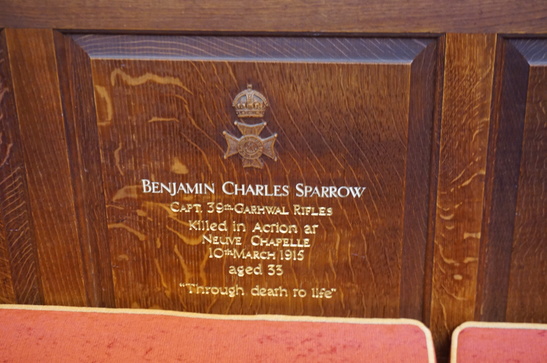 BENJAMIN CHARLES SPARROW
CAPT. 39th GARHWAL RIFLES
Killed in Action at
NEUVE CHAPELLE
10th MARCH 1915
aged 33
"Through death to life"